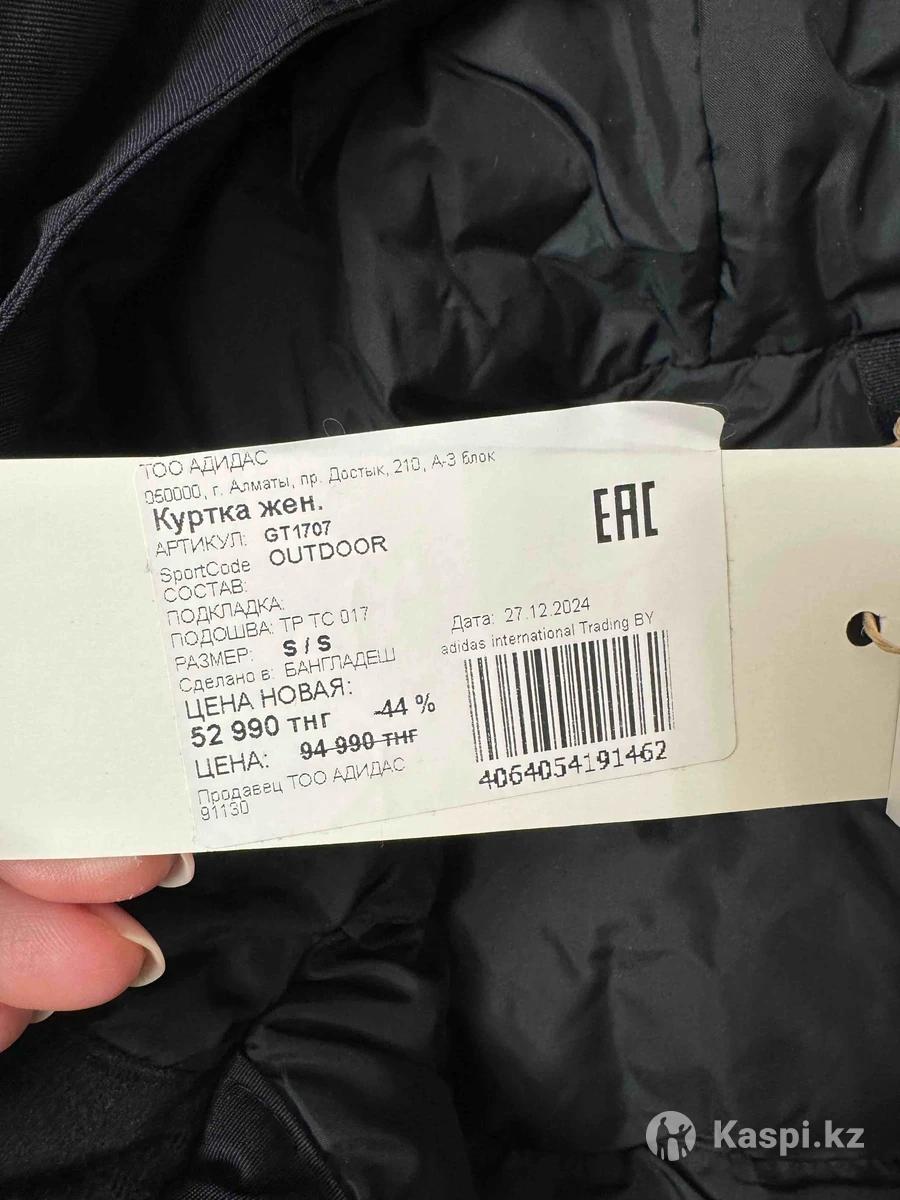 ТОО АДИДАС
050000, г. Алматы, пр. Достык, 210, А-3 блок
Куртка жен.
АРТИКУЛ: GT1707
SportCode OUTDOOR
СОСТАВ:
ПОДКЛАДКА:
ПОДОШВА: ТР ТС 017
РАЗМЕР: S / S
Сделано в: БАНГЛАДЕШ
ЦЕНА НОВАЯ:
52 990 тнг -44 %
ЦЕНА: 94 990 тнг
Продавец ТОО АДИДАС
91130
EAC
Дата: 27.12.2024
adidas International Trading BY
4064054191462
Kaspi.kz